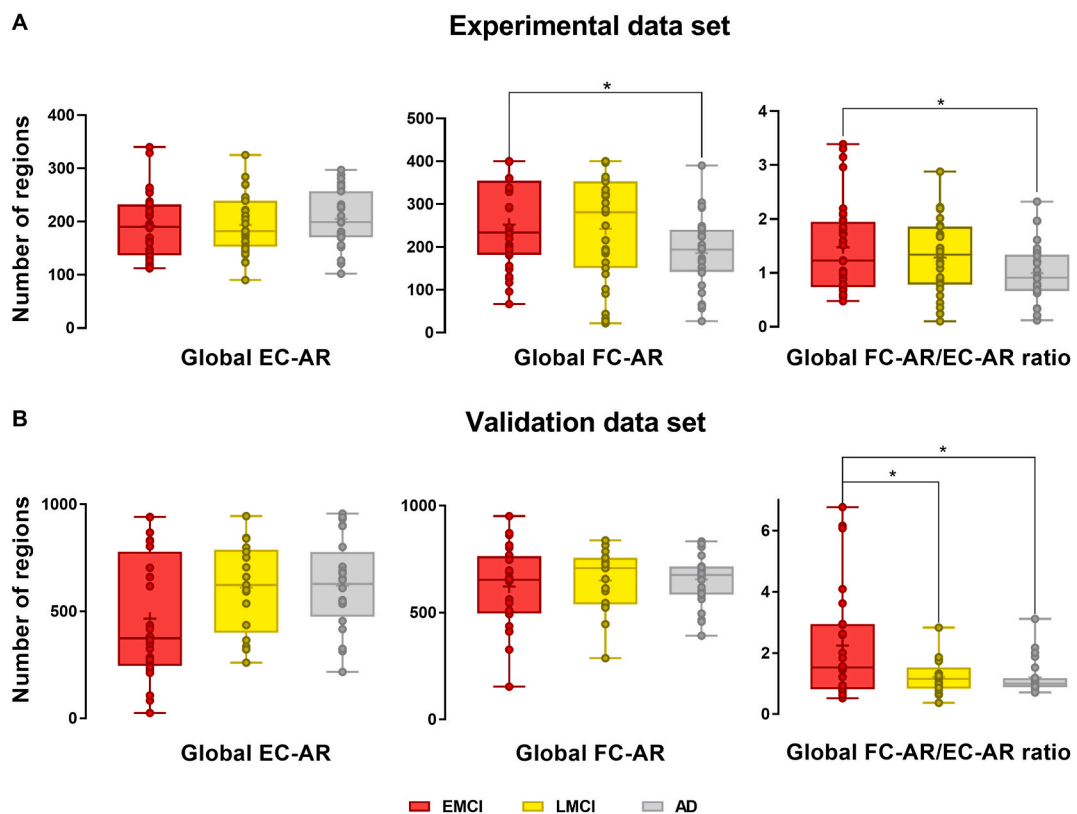 A
Experimental data set
Number of regions
400
300
200
100
0
Global EC-AR
500
400
300
200
100
0
*
Global FC-AR
4
3
2
1
0
*
Global FC-AR/EC-AR ratio
B
Validation data set
Number of regions
1000
500
0
Global EC-AR
1000
500
0
Global FC-AR
6
4
2
0
*
*
Global FC-AR/EC-AR ratio
EMCI LMCI AD